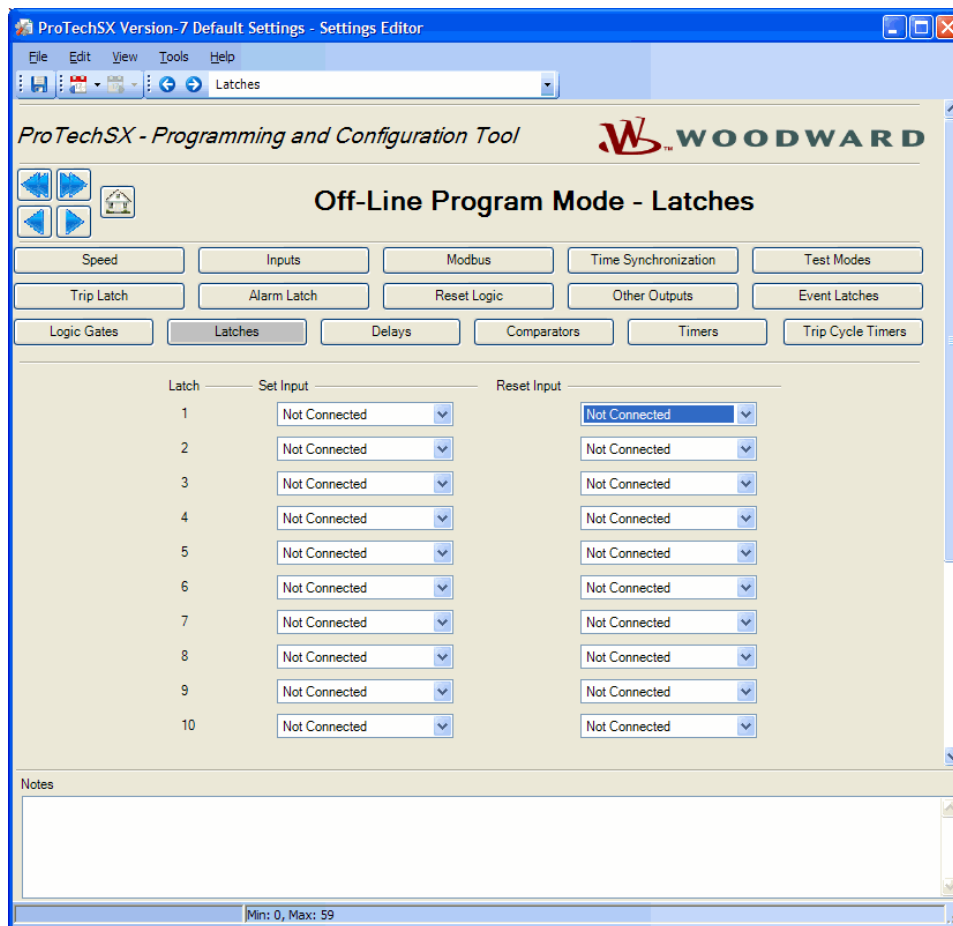 ProTechSX Version-7 Default Settings - Settings Editor
File Edit View Tools Help
Latches
ProTechSX - Programming and Configuration Tool
WOODWARD
Off-Line Program Mode - Latches
Speed Inputs Modbus Time Synchronization Test Modes
Trip Latch Alarm Latch Reset Logic Other Outputs Event Latches
Logic Gates Latches Delays Comparators Timers Trip Cycle Timers
Latch Set Input Reset Input
1 Not Connected Not Connected
2 Not Connected Not Connected
3 Not Connected Not Connected
4 Not Connected Not Connected
5 Not Connected Not Connected
6 Not Connected Not Connected
7 Not Connected Not Connected
8 Not Connected Not Connected
9 Not Connected Not Connected
10 Not Connected Not Connected
Notes
Min: 0, Max: 59